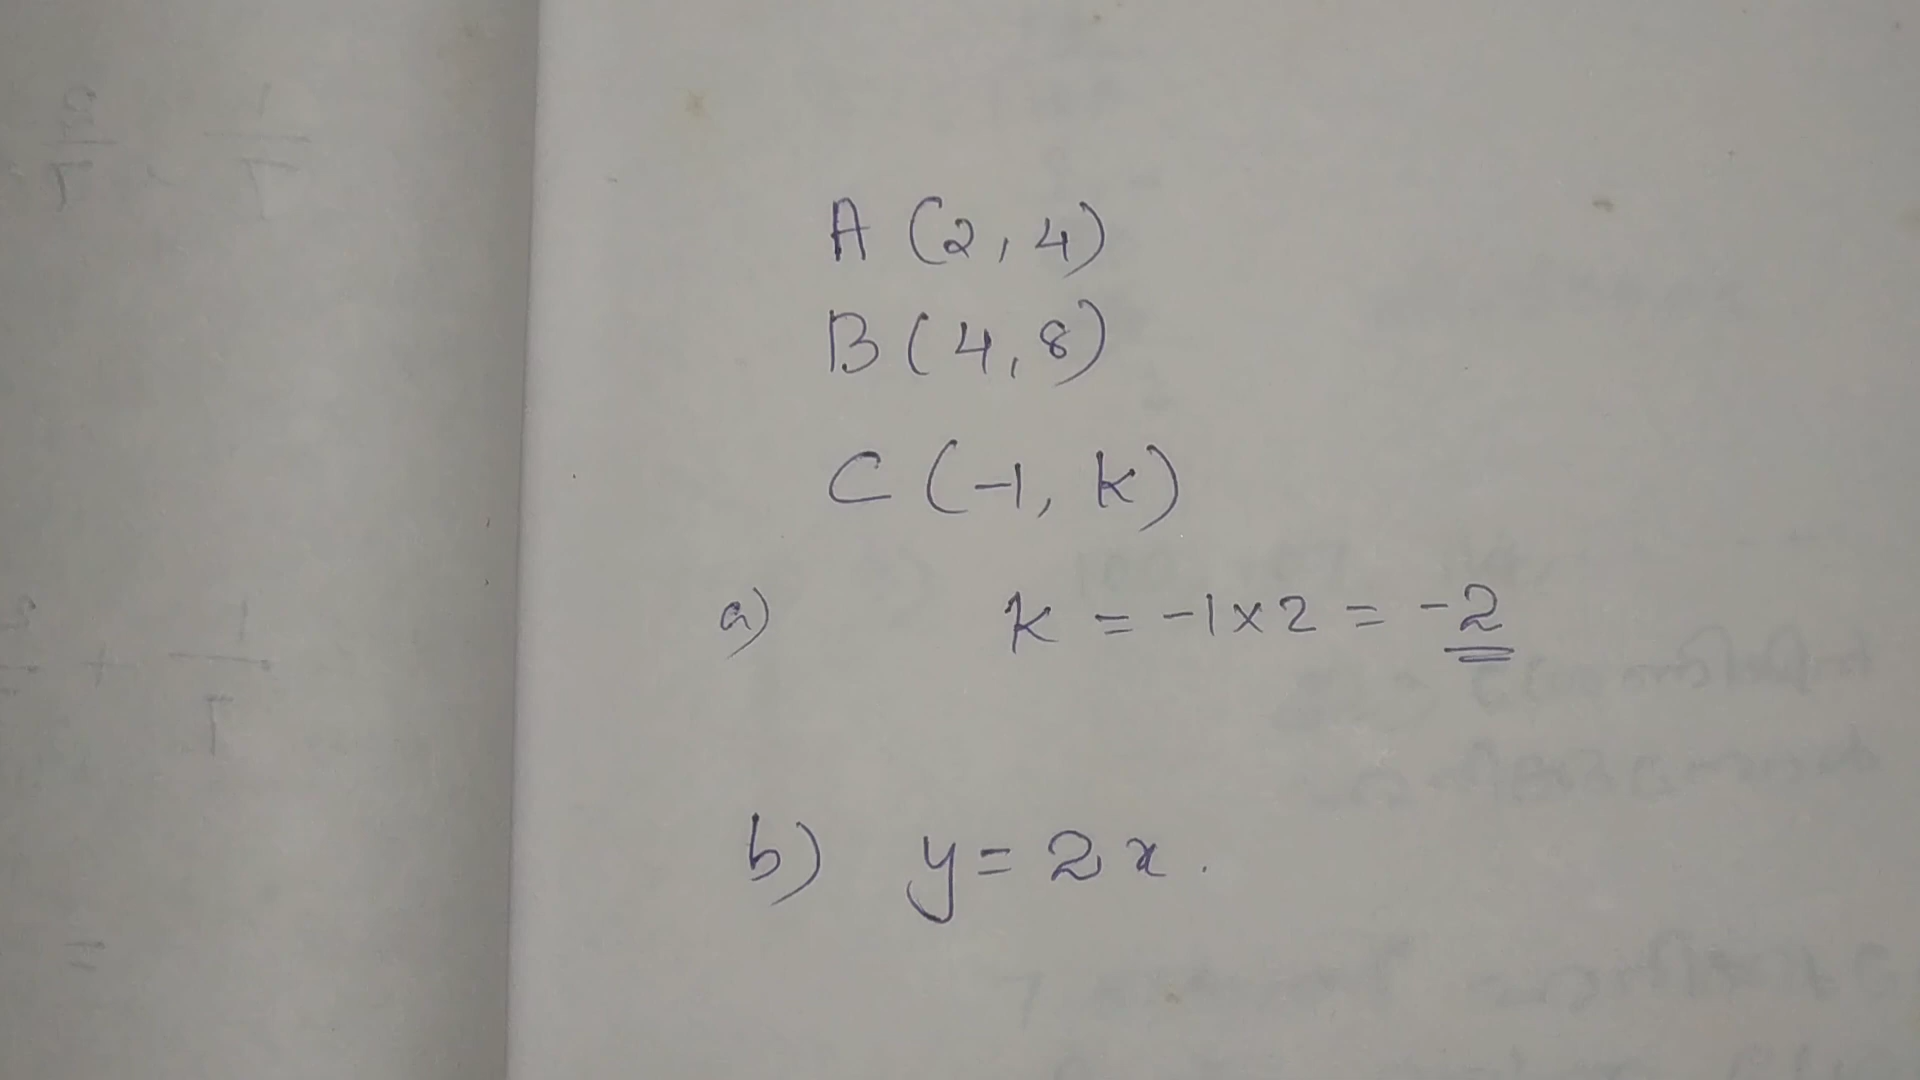 A (2, 4)
B (4, 8)
C (-1, k)
a) k = -1 x 2 = -2
b) y = 2x.